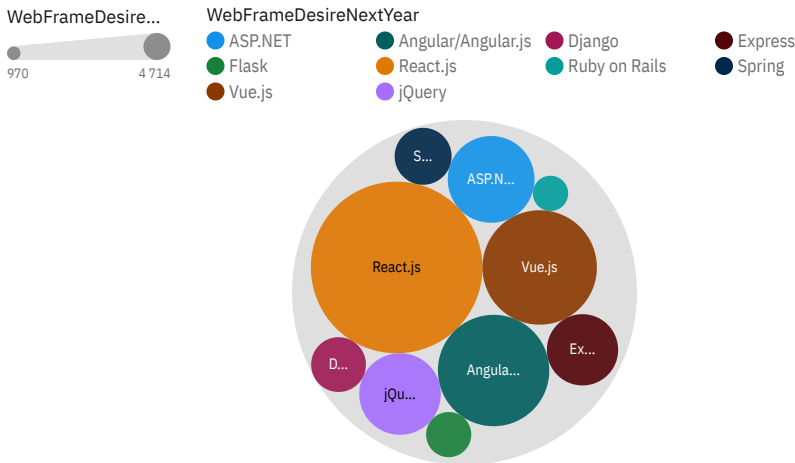 WebFrameDesire...
970 4 714
WebFrameDesireNextYear
ASP.NET Angular/Angular.js Django Express
Flask React.js Ruby on Rails Spring
Vue.js jQuery
S...
ASP.N...
React.js
Vue.js
Ex...
D...
Angula...
jQu...